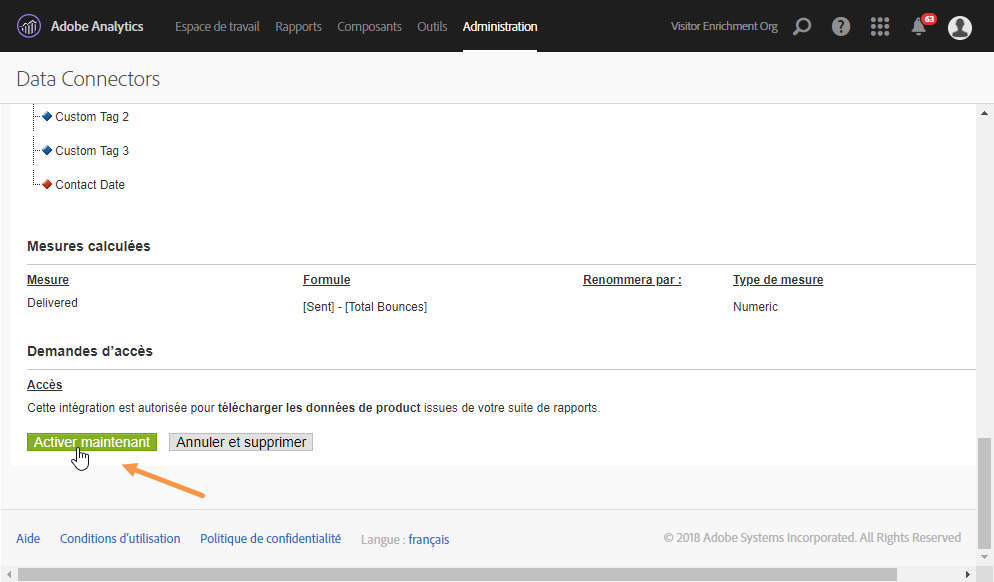 Adobe Analytics Espace de travail Rapports Composants Outils Administration Visitor Enrichment Org 63
Data Connectors
Custom Tag 2
Custom Tag 3
Contact Date
Mesures calculées
Mesure Formule Renommera par : Type de mesure
Delivered [Sent] - [Total Bounces] Numeric
Demandes d'accès
Accès
Cette intégration est autorisée pour télécharger les données de product issues de votre suite de rapports.
Activer maintenant Annuler et supprimer
Aide Conditions d'utilisation Politique de confidentialité Langue : français © 2018 Adobe Systems Incorporated. All Rights Reserved